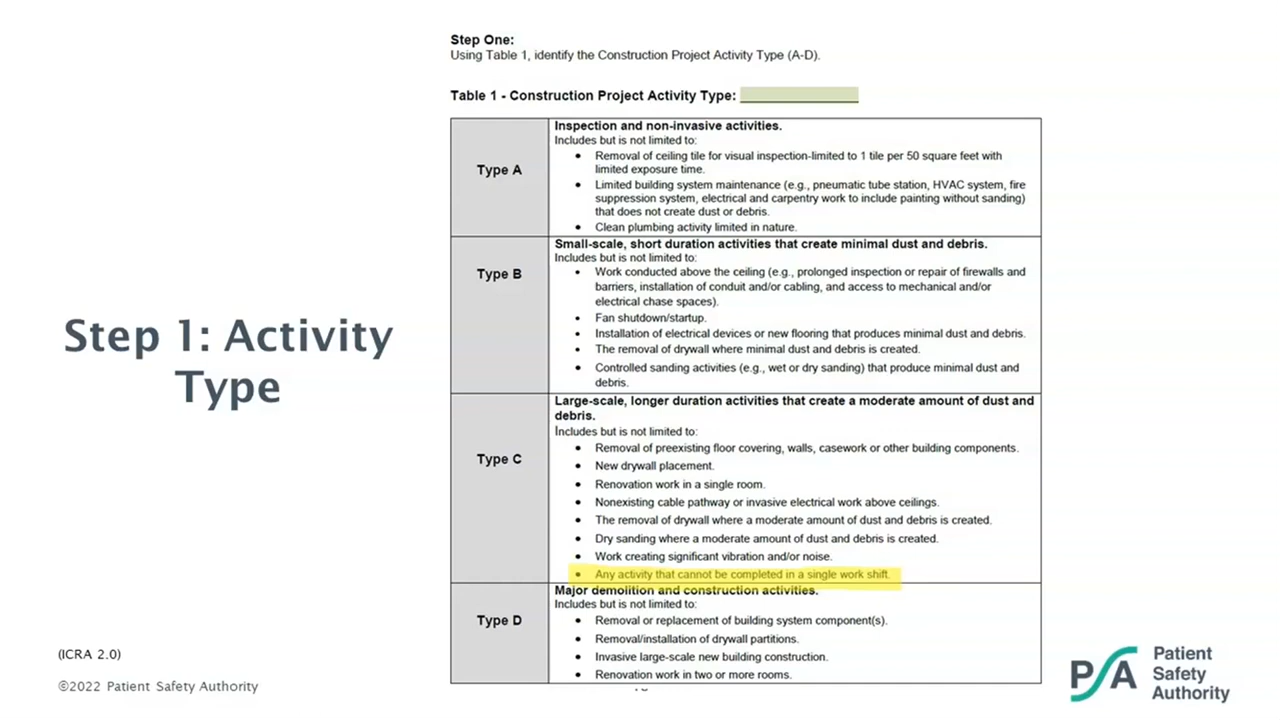 Step One:
Using Table 1, identify the Construction Project Activity Type (A-D).
Table 1 - Construction Project Activity Type:
Step 1: Activity
Type
Type A
Inspection and non-invasive activities.
Includes but is not limited to:
• Removal of ceiling tile for visual inspection-limited to 1 tile per 50 square feet with
limited exposure time.
• Limited building system maintenance (e.g., pneumatic tube station, HVAC system, fire
suppression system, electrical and carpentry work to include painting without sanding)
that does not create dust or debris.
• Clean plumbing activity limited in nature.
Type B
Small-scale, short duration activities that create minimal dust and debris.
Includes but is not limited to:
• Work conducted above the ceiling (e.g., prolonged inspection or repair of firewalls and
barriers, installation of conduit and/or cabling, and access to mechanical and/or
electrical chase spaces).
• Fan shutdown/startup.
• Installation of electrical devices or new flooring that produces minimal dust and debris.
• The removal of drywall where minimal dust and debris is created.
• Controlled sanding activities (e.g., wet or dry sanding) that produce minimal dust and
debris.
Type C
Large-scale, longer duration activities that create a moderate amount of dust and
debris.
Includes but is not limited to:
• Removal of preexisting floor covering, walls, casework or other building components.
• New drywall placement.
• Renovation work in a single room.
• Nonexisting cable pathway or invasive electrical work above ceilings.
• The removal of drywall where a moderate amount of dust and debris is created.
• Dry sanding where a moderate amount of dust and debris is created.
• Work creating significant vibration and/or noise.
• Any activity that cannot be completed in a single work shift.
Type D
Major demolition and construction activities.
Includes but is not limited to:
• Removal or replacement of building system component(s).
• Removal/installation of drywall partitions.
• Invasive large-scale new building construction.
• Renovation work in two or more rooms.
(ICRA 2.0)
©2022 Patient Safety Authority
PSA
Patient
Safety
Authority